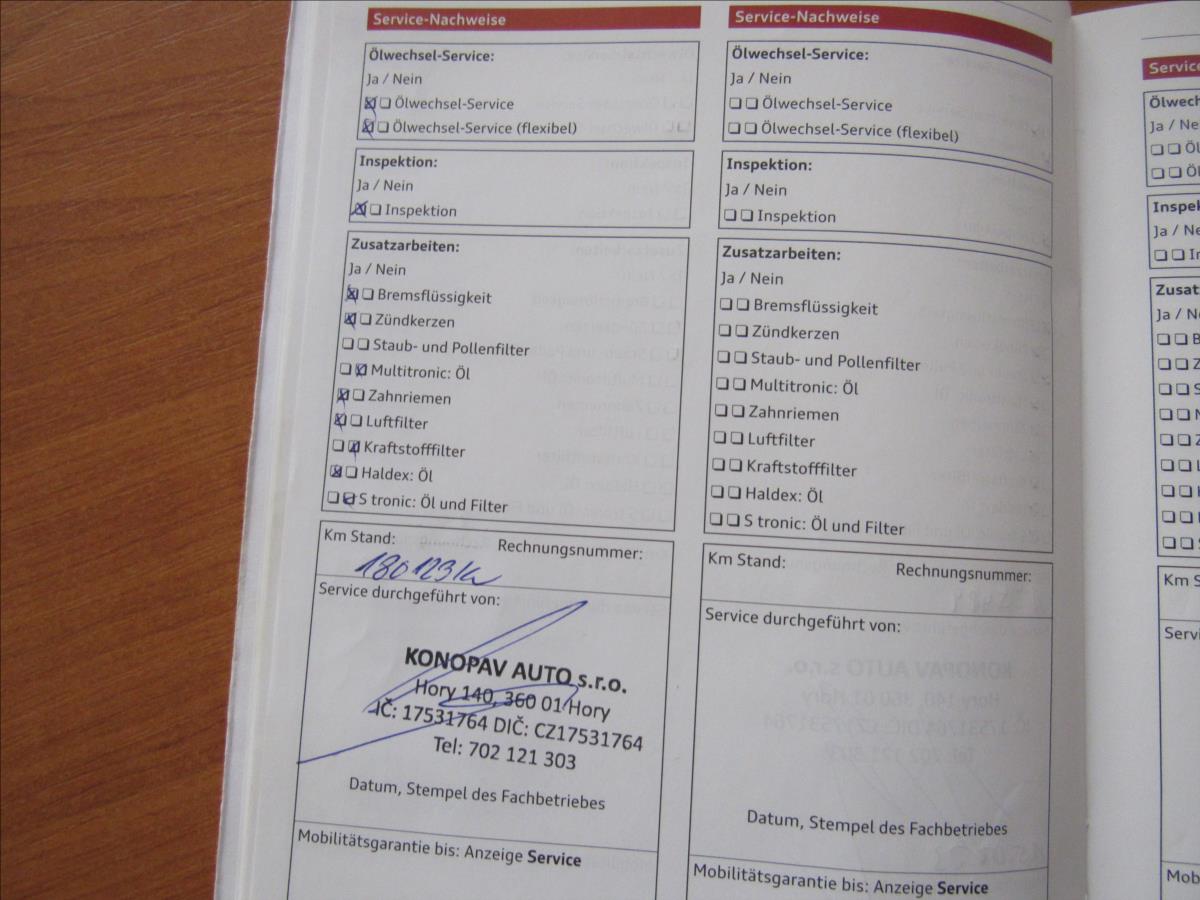 Service-Nachweise
Ölwechsel-Service:
Ja / Nein
Ölwechsel-Service
Ölwechsel-Service (flexibel)
Inspektion:
Ja / Nein
Inspektion
Zusatzarbeiten:
Ja / Nein
Bremsflüssigkeit
Zündkerzen
Staub- und Pollenfilter
Multitronic: Öl
Zahnriemen
Luftfilter
Kraftstofffilter
Haldex: Öl
S tronic: Öl und Filter
Km Stand: Rechnungsnummer:
180 123 Km
Service durchgeführt von:
KONOPAV AUTO s.r.o.
Hory 140, 360 01 Hory
IČ: 17531764 DIČ: CZ17531764
Tel: 702 121 303
Datum, Stempel des Fachbetriebes
Mobilitätsgarantie bis: Anzeige Service
Service-Nachweise
Ölwechsel-Service:
Ja / Nein
Ölwechsel-Service
Ölwechsel-Service (flexibel)
Inspektion:
Ja / Nein
Inspektion
Zusatzarbeiten:
Ja / Nein
Bremsflüssigkeit
Zündkerzen
Staub- und Pollenfilter
Multitronic: Öl
Zahnriemen
Luftfilter
Kraftstofffilter
Haldex: Öl
S tronic: Öl und Filter
Km Stand: Rechnungsnummer:
Service durchgeführt von:
Datum, Stempel des Fachbetriebes
Mobilitätsgarantie bis: Anzeige Service